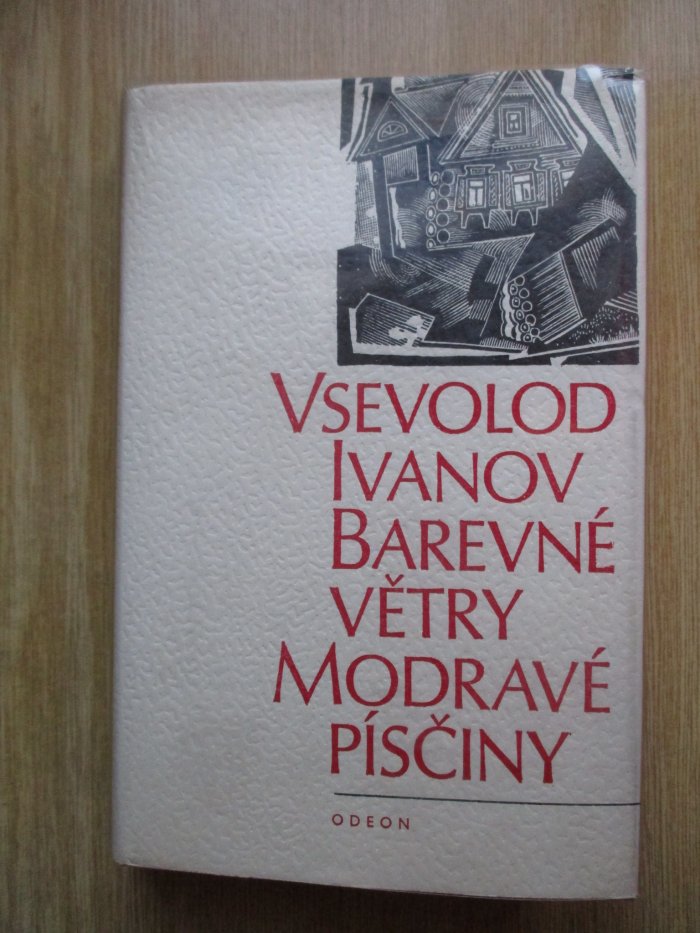 VSEVOLOD
IVANOV
BAREVNÉ
VĚTRY
MODRAVÉ
PÍSČINY
ODEON